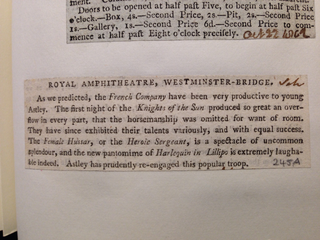 ment. Commence
Doors to be opened at half past Five, to begin at half past Six
o'clock.—Box, 4s.—Second Price, 2s.—Pit, 2s.—Second Price
1s.—Gallery, 1s.—Second Price 6d.—Second Price to com-
mence at half past Eight o'clock precisely.
ROYAL AMPHITHEATRE, WESTMINSTER-BRIDGE.
As we predicted, the French Company have been very productive to young
Astley. The first night of the Knights of the Sun produced so great an over-
flow in every part, that the horsemanship was omitted for want of room.
They have since exhibited their talents variously, and with equal success.
The Female Hussar, or the Heroic Sergeant, is a spectacle of uncommon
splendour, and the new pantomime of Harlequin in Lillipo is extremely laugha-
ble indeed. Astley has prudently re-engaged this popular troop. 245A